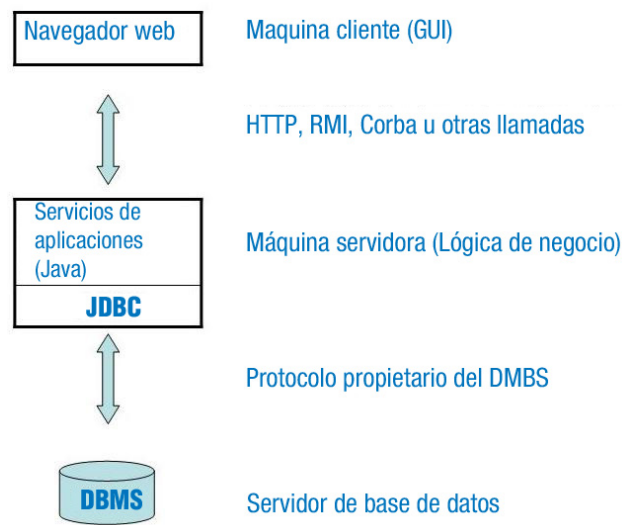 Navegador web
Maquina cliente (GUI)
HTTP, RMI, Corba u otras llamadas
Servicios de
aplicaciones
(Java)
JDBC
Máquina servidora (Lógica de negocio)
Protocolo propietario del DMBS
DBMS
Servidor de base de datos